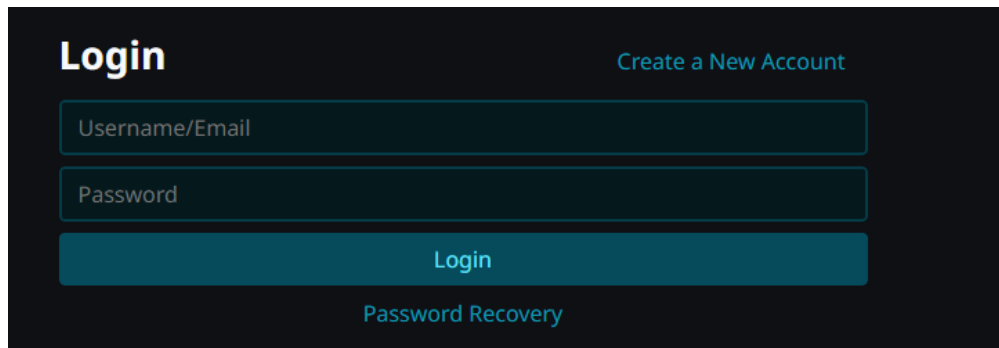 Login
Create a New Account
Username/Email
Password
Login
Password Recovery